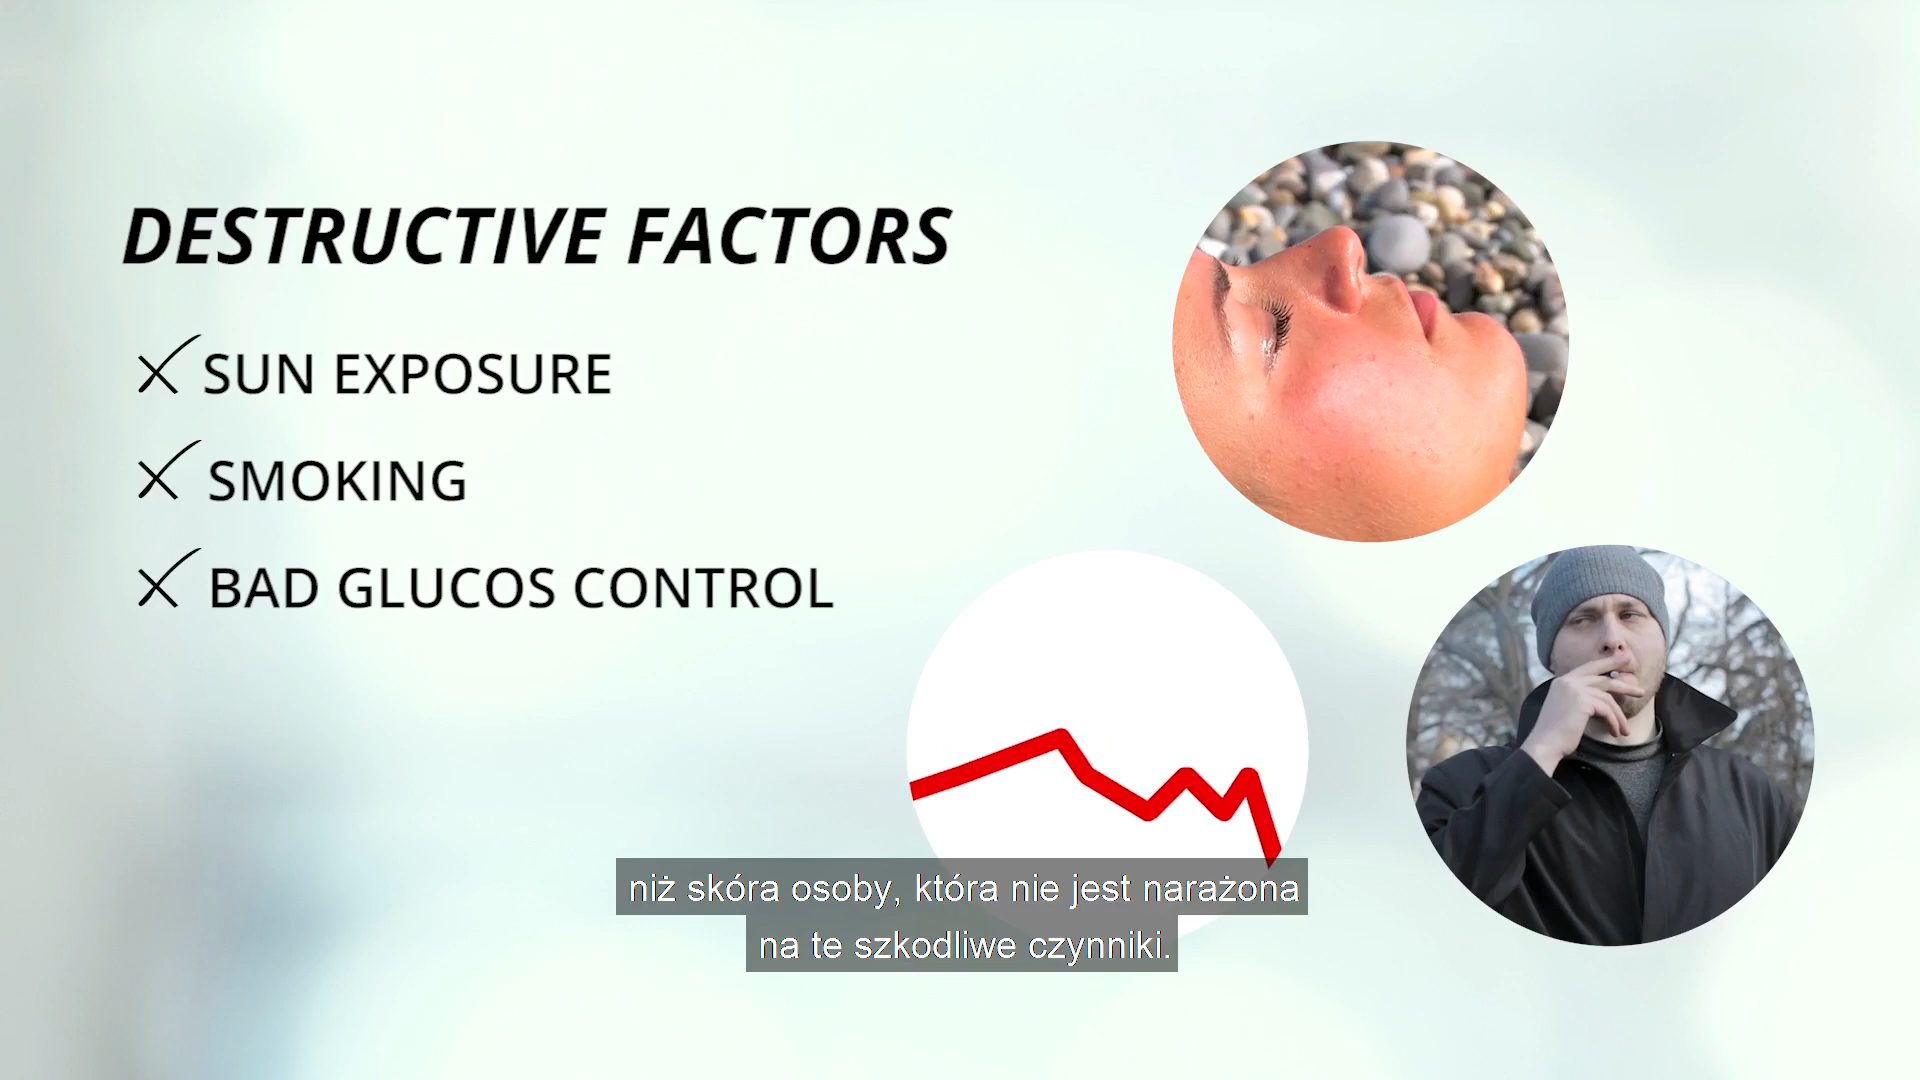 DESTRUCTIVE FACTORS
SUN EXPOSURE
SMOKING
BAD GLUCOS CONTROL
niż skóra osoby, która nie jest narażona
na te szkodliwe czynniki.